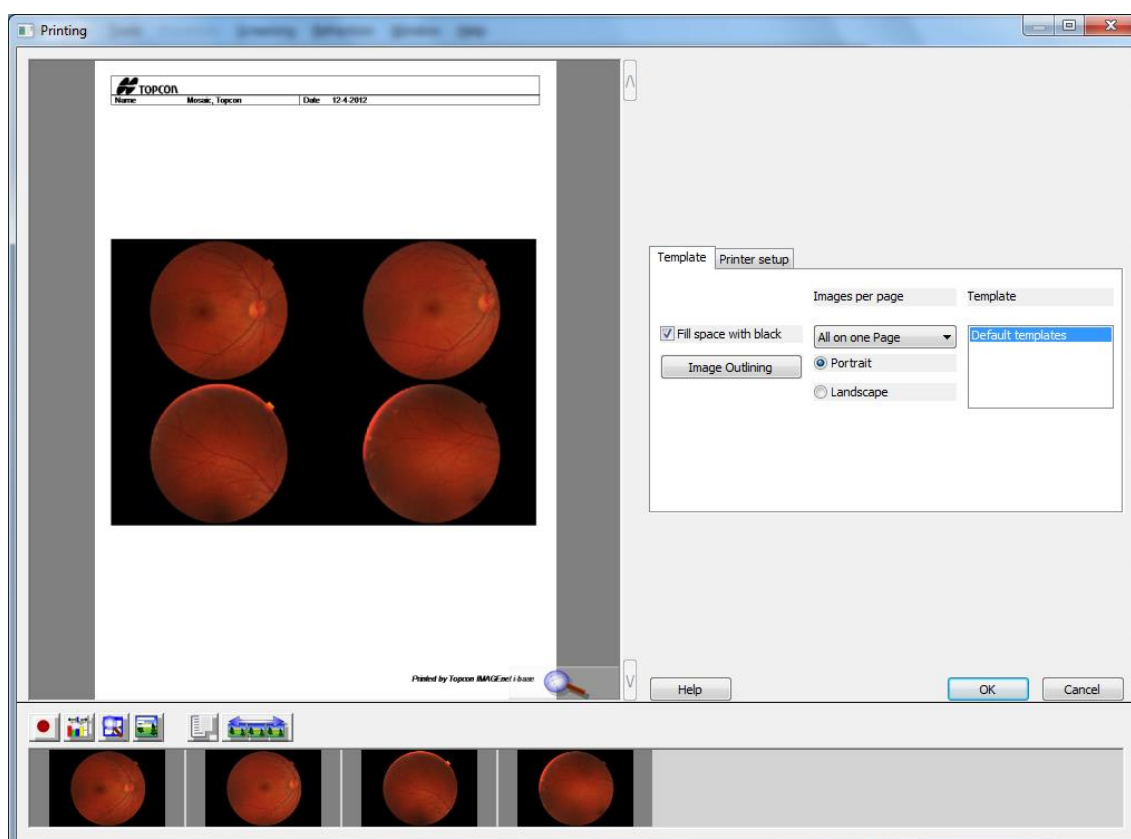 Printing
TOPCON
Name Mosaic, Topcon Date 12-4-2012
Template Printer setup
Images per page Template
Fill space with black All on one Page Default templates
Image Outlining Portrait
Landscape
Printed by Topcon IMAGEnet i-base
Help OK Cancel